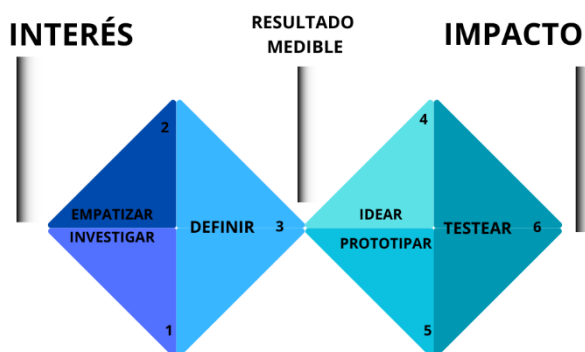 INTERÉS
RESULTADO
MEDIBLE
IMPACTO
2
4
EMPATIZAR
INVESTIGAR
DEFINIR 3
IDEAR
PROTOTIPAR
TESTEAR 6
1
5